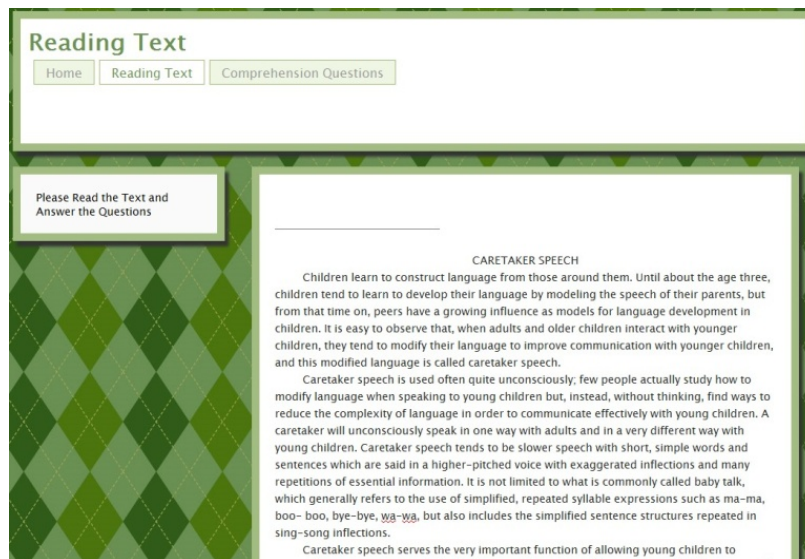 Reading Text
Home Reading Text Comprehension Questions
Please Read the Text and
Answer the Questions
CARETAKER SPEECH
Children learn to construct language from those around them. Until about the age three,
children tend to learn to develop their language by modeling the speech of their parents, but
from that time on, peers have a growing influence as models for language development in
children. It is easy to observe that, when adults and older children interact with younger
children, they tend to modify their language to improve communication with younger children,
and this modified language is called caretaker speech.
Caretaker speech is used often quite unconsciously; few people actually study how to
modify language when speaking to young children but, instead, without thinking, find ways to
reduce the complexity of language in order to communicate effectively with young children. A
caretaker will unconsciously speak in one way with adults and in a very different way with
young children. Caretaker speech tends to be slower speech with short, simple words and
sentences which are said in a higher-pitched voice with exaggerated inflections and many
repetitions of essential information. It is not limited to what is commonly called baby talk,
which generally refers to the use of simplified, repeated syllable expressions such as ma-ma,
boo- boo, bye-bye, wa-wa, but also includes the simplified sentence structures repeated in
sing-song inflections.
Caretaker speech serves the very important function of allowing young children to